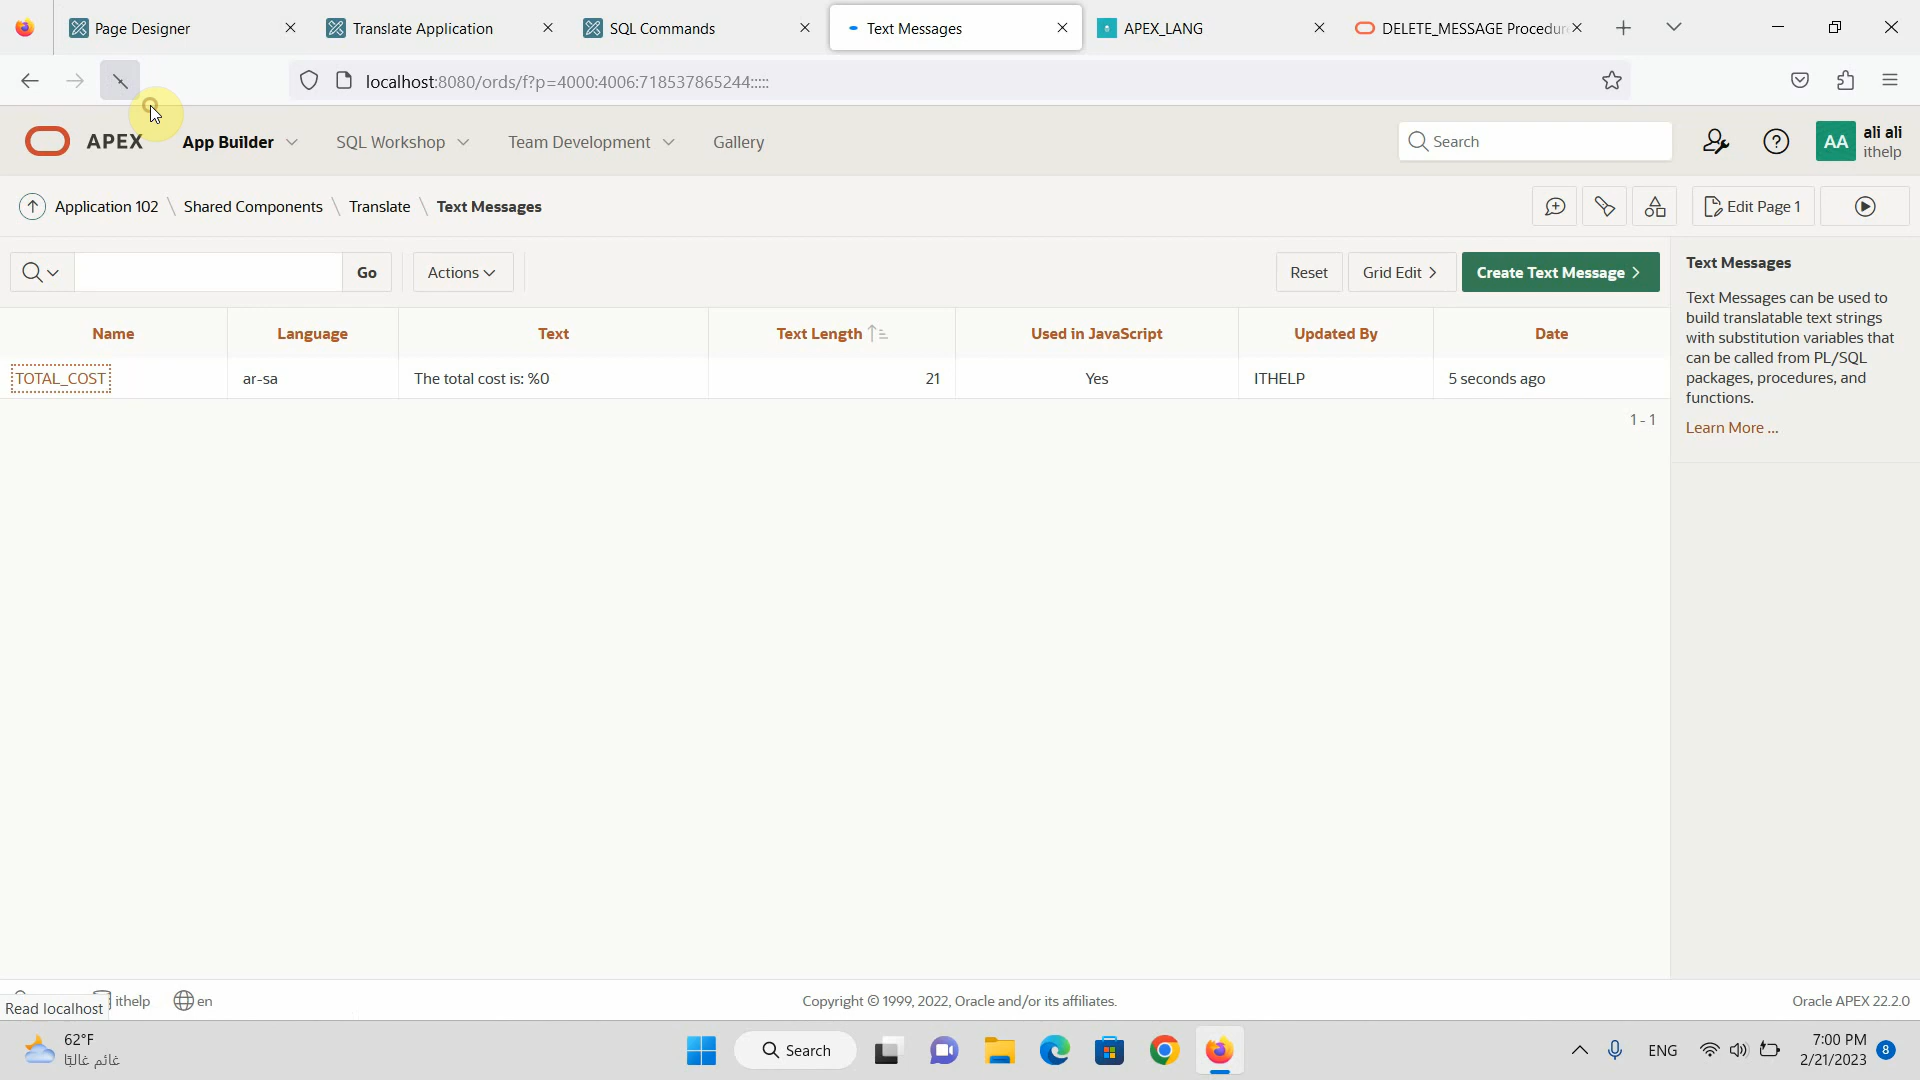 Page Designer
Translate Application
SQL Commands
Text Messages
APEX_LANG
DELETE_MESSAGE Procedur
localhost:8080/ords/f?p=4000:4006:718537865244:::::
APEX
App Builder
SQL Workshop
Team Development
Gallery
Search
AA
ali ali
ithelp
Application 102 \ Shared Components \ Translate \ Text Messages
Edit Page 1
Go
Actions
Reset
Grid Edit
Create Text Message
Name
Language
Text
Text Length
Used in JavaScript
Updated By
Date
TOTAL_COST
ar-sa
The total cost is: %0
21
Yes
ITHELP
5 seconds ago
1 - 1
Text Messages
Text Messages can be used to
build translatable text strings
with substitution variables that
can be called from PL/SQL
packages, procedures, and
functions.
Learn More ...
ithelp
en
Copyright © 1999, 2022, Oracle and/or its affiliates.
Oracle APEX 22.2.0
Read localhost
62°F
غائم غالبًا
Search
ENG
7:00 PM
2/21/2023
8